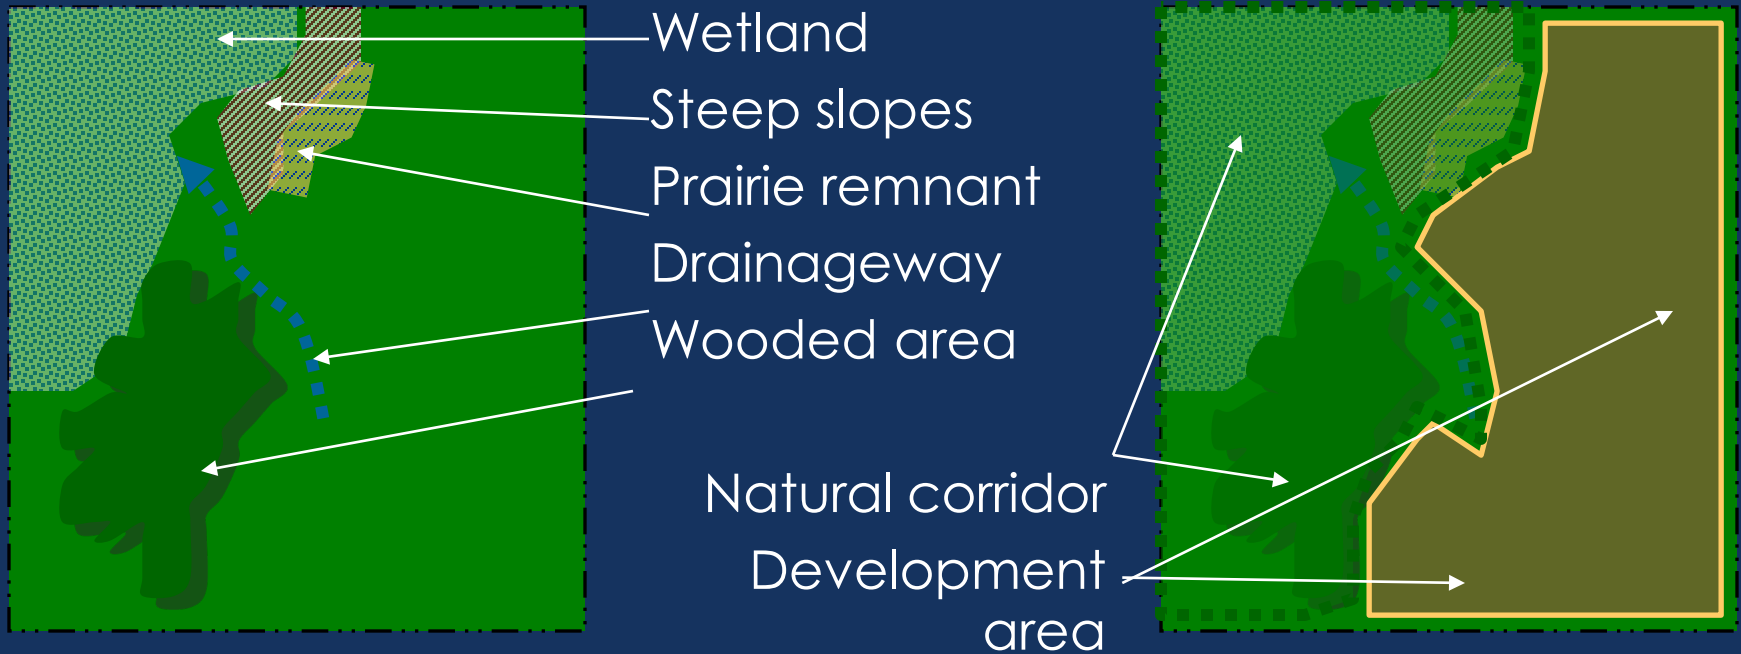 Wetland
Steep slopes
Prairie remnant
Drainageway
Wooded area
Natural corridor
Development
area